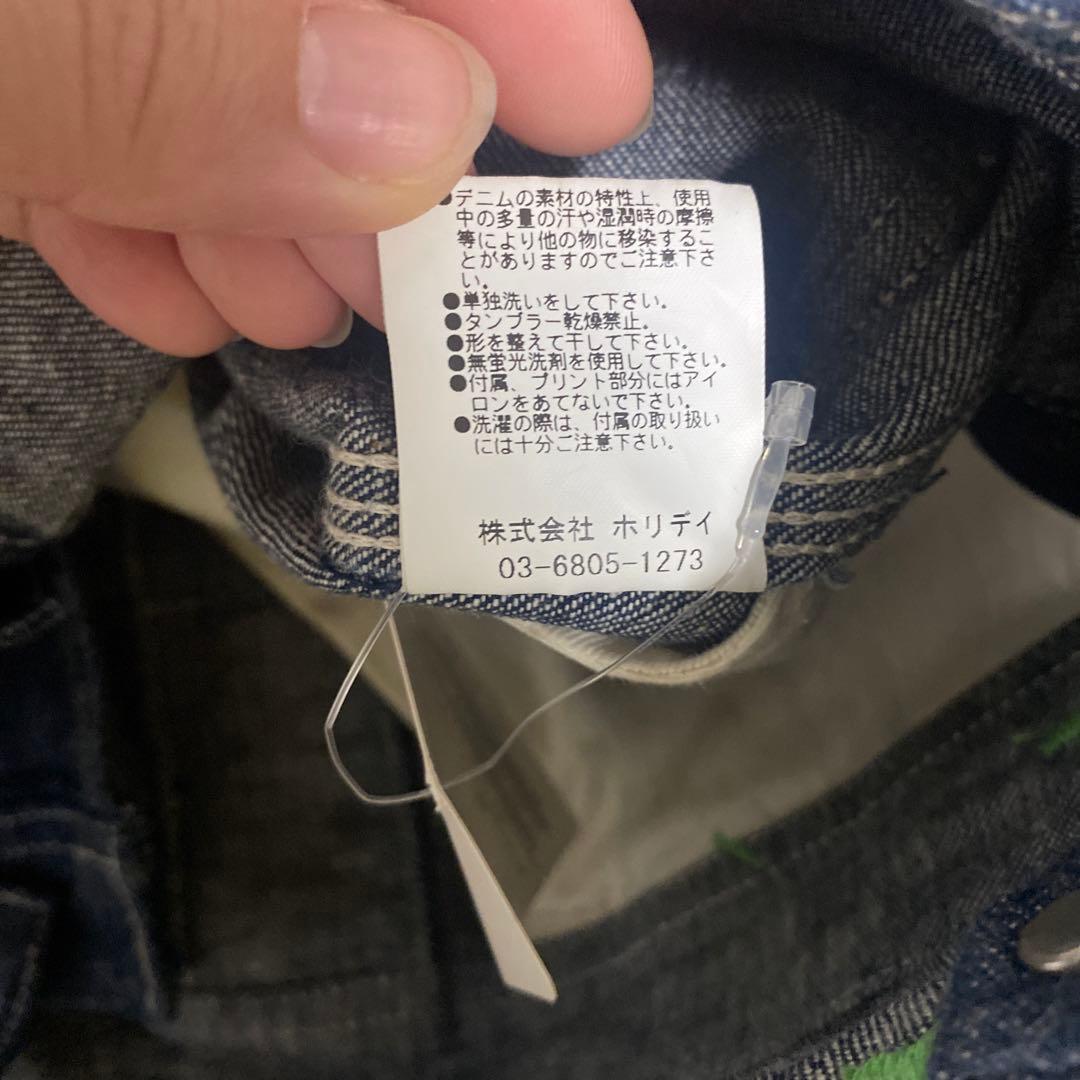 ●デニムの素材の特性上、使用
中の多量の汗や湿潤時の摩擦
等により他の物に移染するこ
とがありますのでご注意下さ
い。
●単独洗いをして下さい。
●タンブラー乾燥禁止。
●形を整えて干して下さい。
●無蛍光洗剤を使用して下さい。
●付属、プリント部分にはアイ
ロンをあてないで下さい。
●洗濯の際は、付属の取り扱い
には十分ご注意下さい。
株式会社 ホリデイ
03-6805-1273